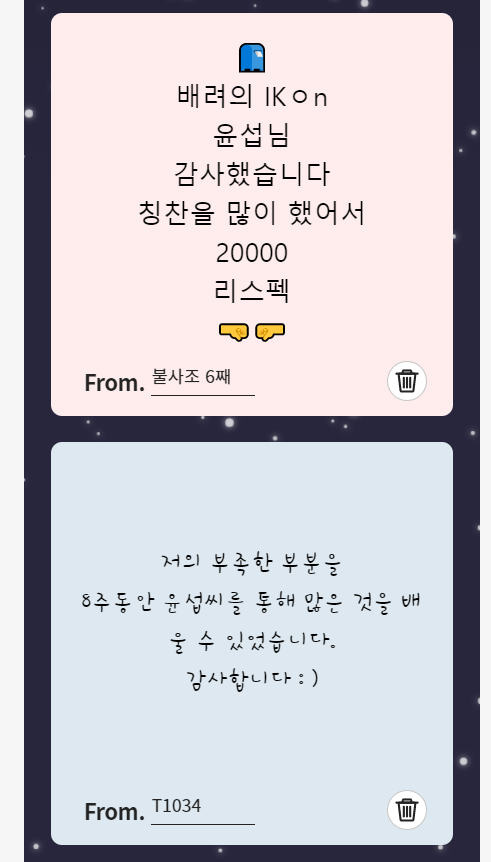 배려의 IKㅇn
윤섭님
감사했습니다
칭찬을 많이 했어서
20000
리스펙
From. 불사조 6째
저의 부족한 부분을
8주동안 윤섭씨를 통해 많은 것을 배
울 수 있었습니다.
감사합니다 : )
From. T1034